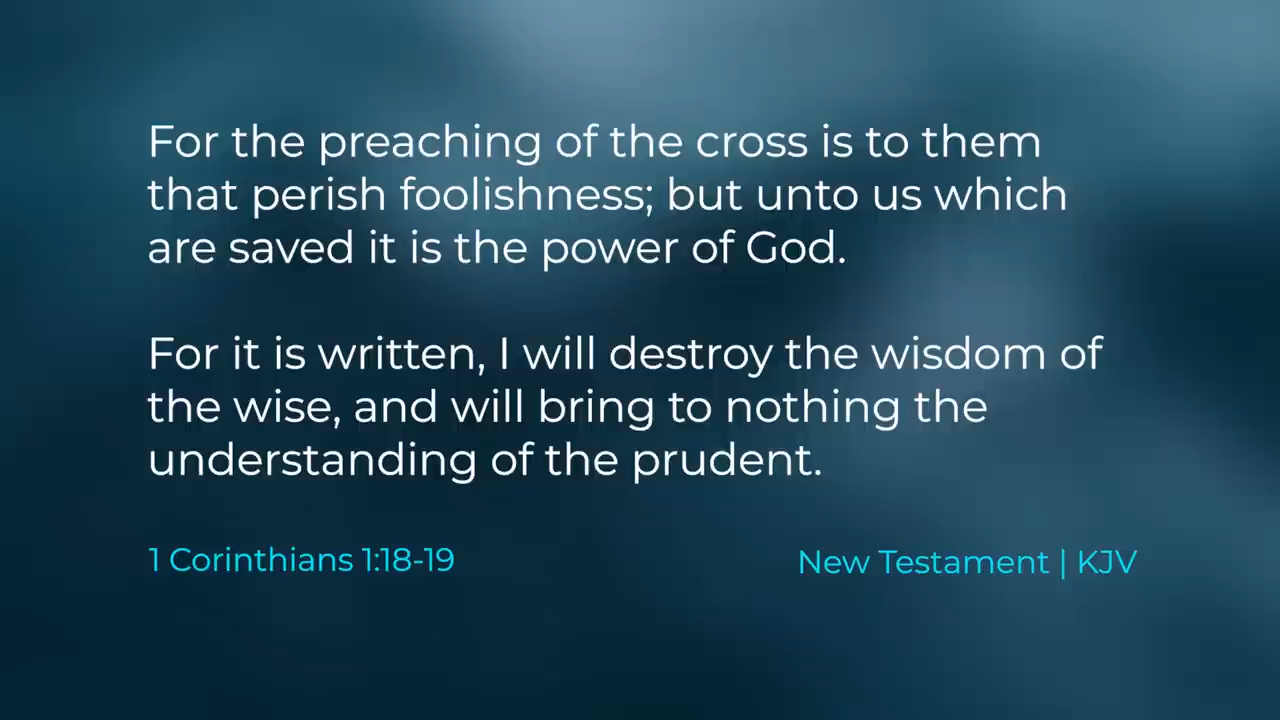 For the preaching of the cross is to them
that perish foolishness; but unto us which
are saved it is the power of God.
For it is written, I will destroy the wisdom of
the wise, and will bring to nothing the
understanding of the prudent.
1 Corinthians 1:18-19
New Testament | KJV